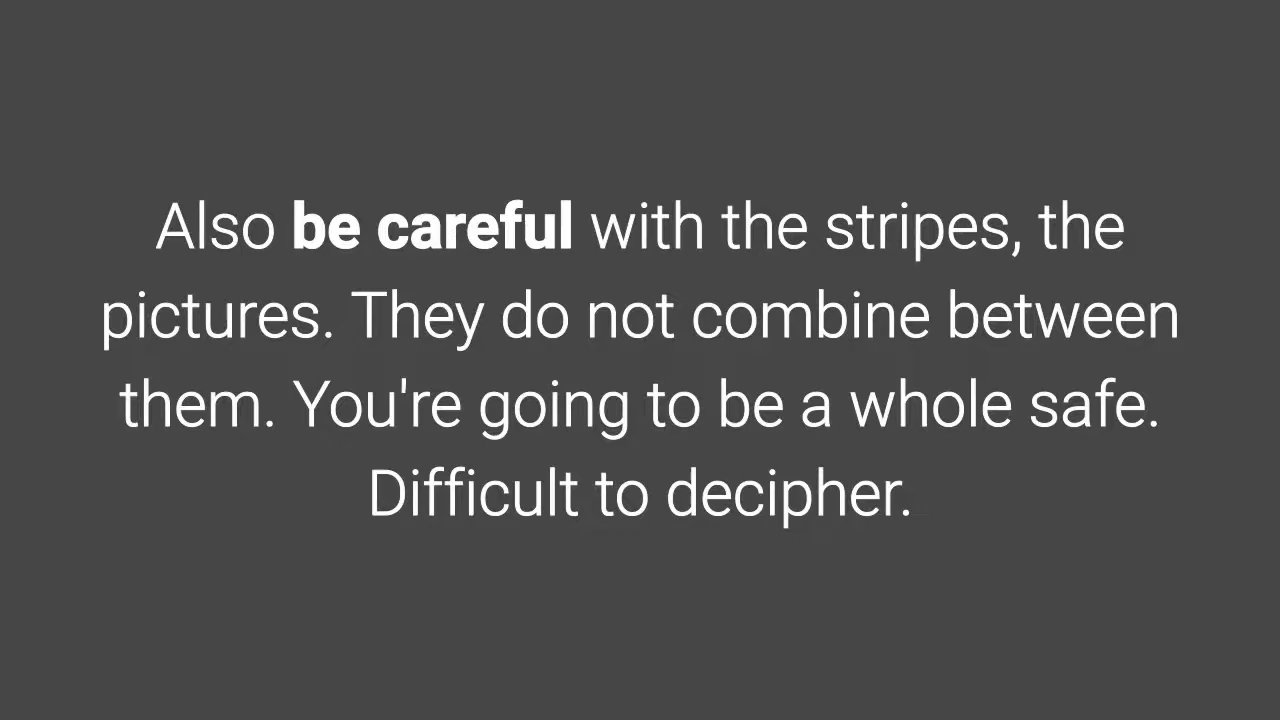 Also be careful with the stripes, the
pictures. They do not combine between
them. You're going to be a whole safe.
Difficult to decipher.